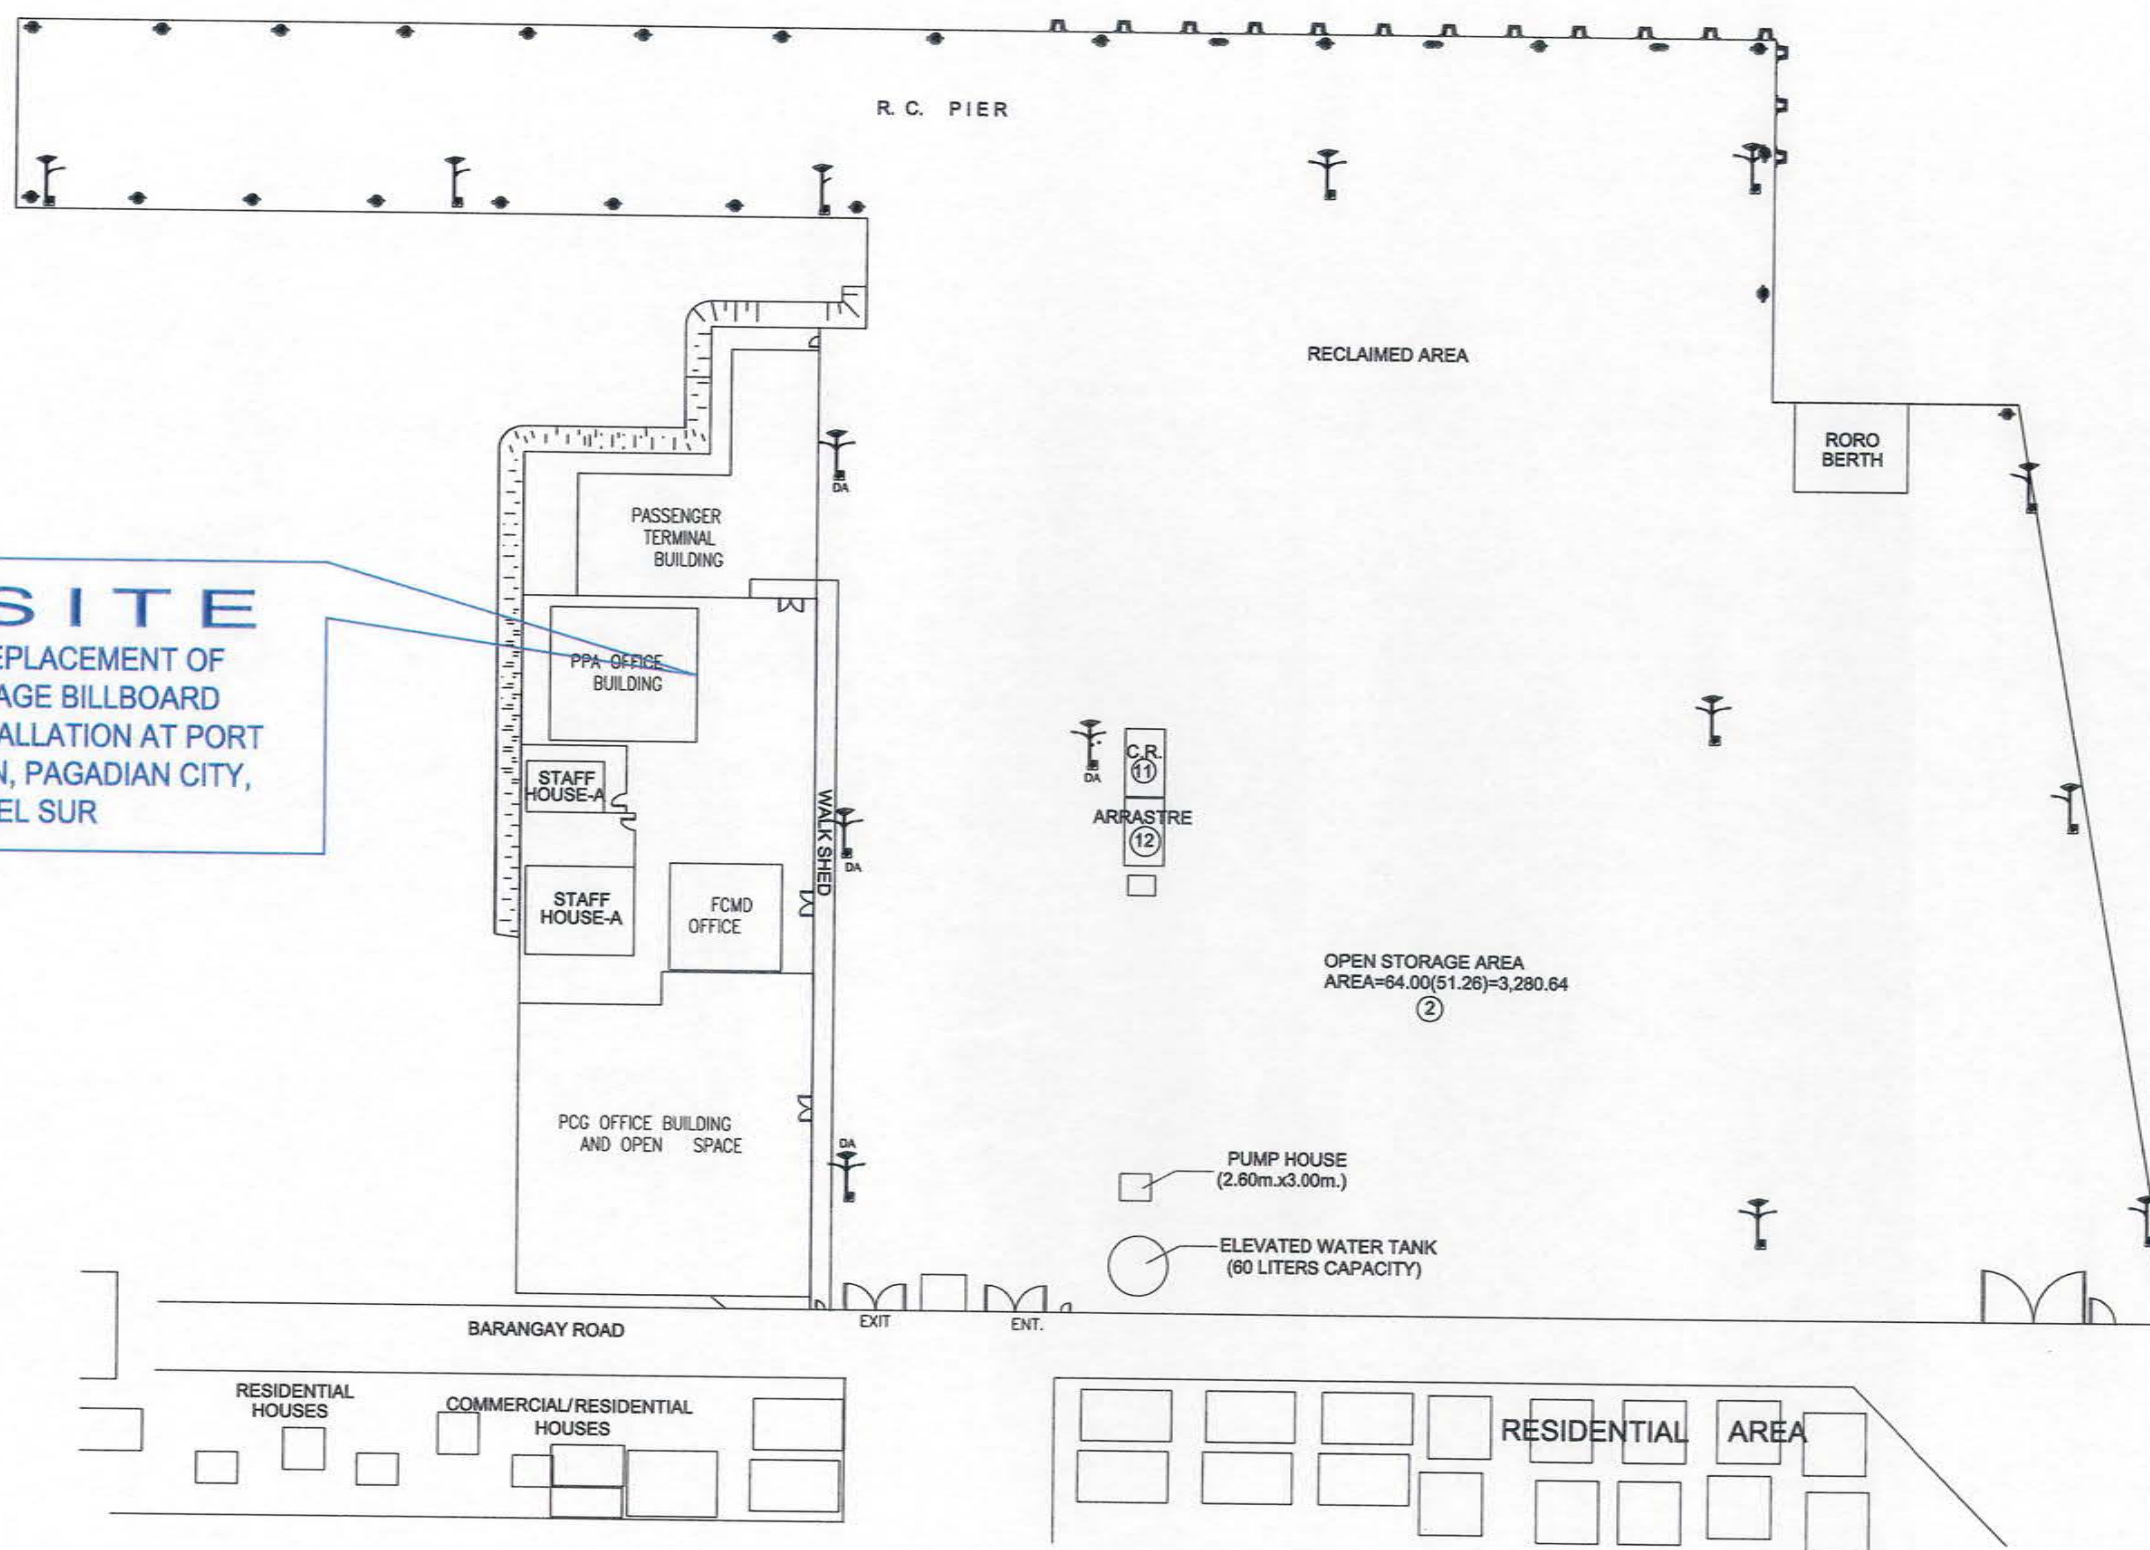 R. C. PIER
RECLAIMED AREA
RORO
BERTH
DA
PASSENGER
TERMINAL
BUILDING
SITE
EPLACEMENT OF
AGE BILLBOARD
ALLATION AT PORT
N, PAGADIAN CITY,
EL SUR
PPA OFFICE
BUILDING
STAFF
HOUSE-A
WALK SHED
DA
DA
C.R.
11
ARRASTRE
12
STAFF
HOUSE-A
FCMD
OFFICE
OPEN STORAGE AREA
AREA=64.00(51.26)=3,280.64
2
PCG OFFICE BUILDING
AND OPEN SPACE
DA
PUMP HOUSE
(2.60m.x3.00m.)
ELEVATED WATER TANK
(60 LITERS CAPACITY)
EXIT
ENT.
BARANGAY ROAD
RESIDENTIAL
HOUSES
COMMERCIAL/RESIDENTIAL
HOUSES
RESIDENTIAL AREA